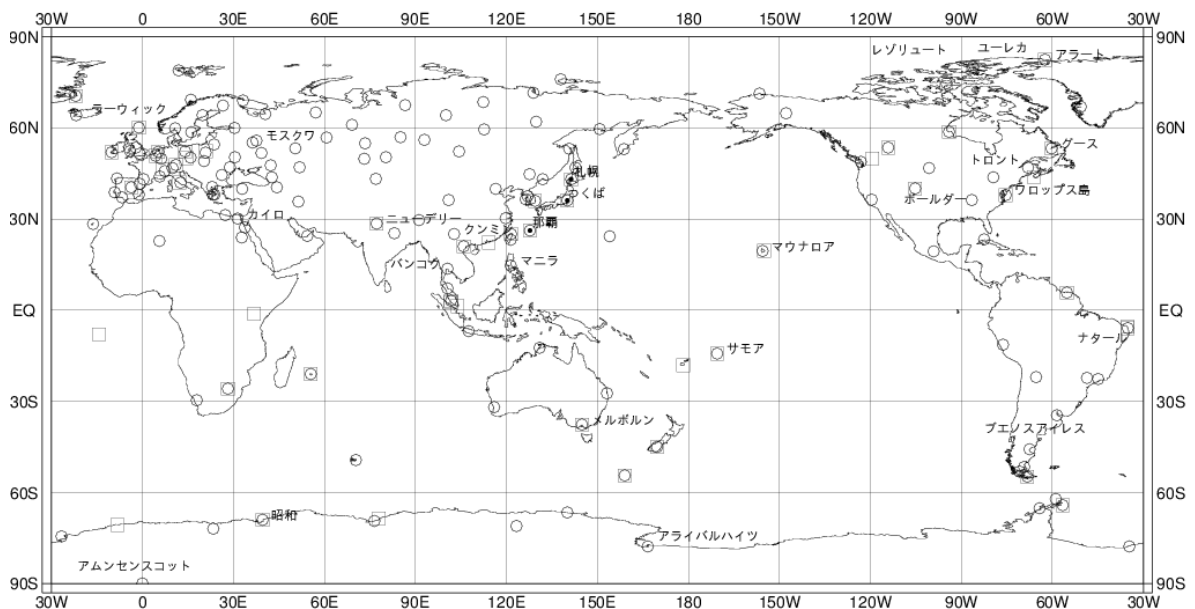 30W 0 30E 60E 90E 120E 150E 180 150W 120W 90W 60W 30W
90N 90N
レゾリュート ユーレカ アラート
ラーウィック
60N 60N
モスクワ グース
札幌 トロント
つくば ボールダー ワロップス島
30N カイロ ニューデリー 那覇 30N
クンミン マウナロア
バンコク マニラ
EQ EQ
ナタール
サモア
30S 30S
メルボルン ブエノスアイレス
60S 60S
昭和
アライバルハイツ
アムンゼンスコット
90S 90S
30W 0 30E 60E 90E 120E 150E 180 150W 120W 90W 60W 30W